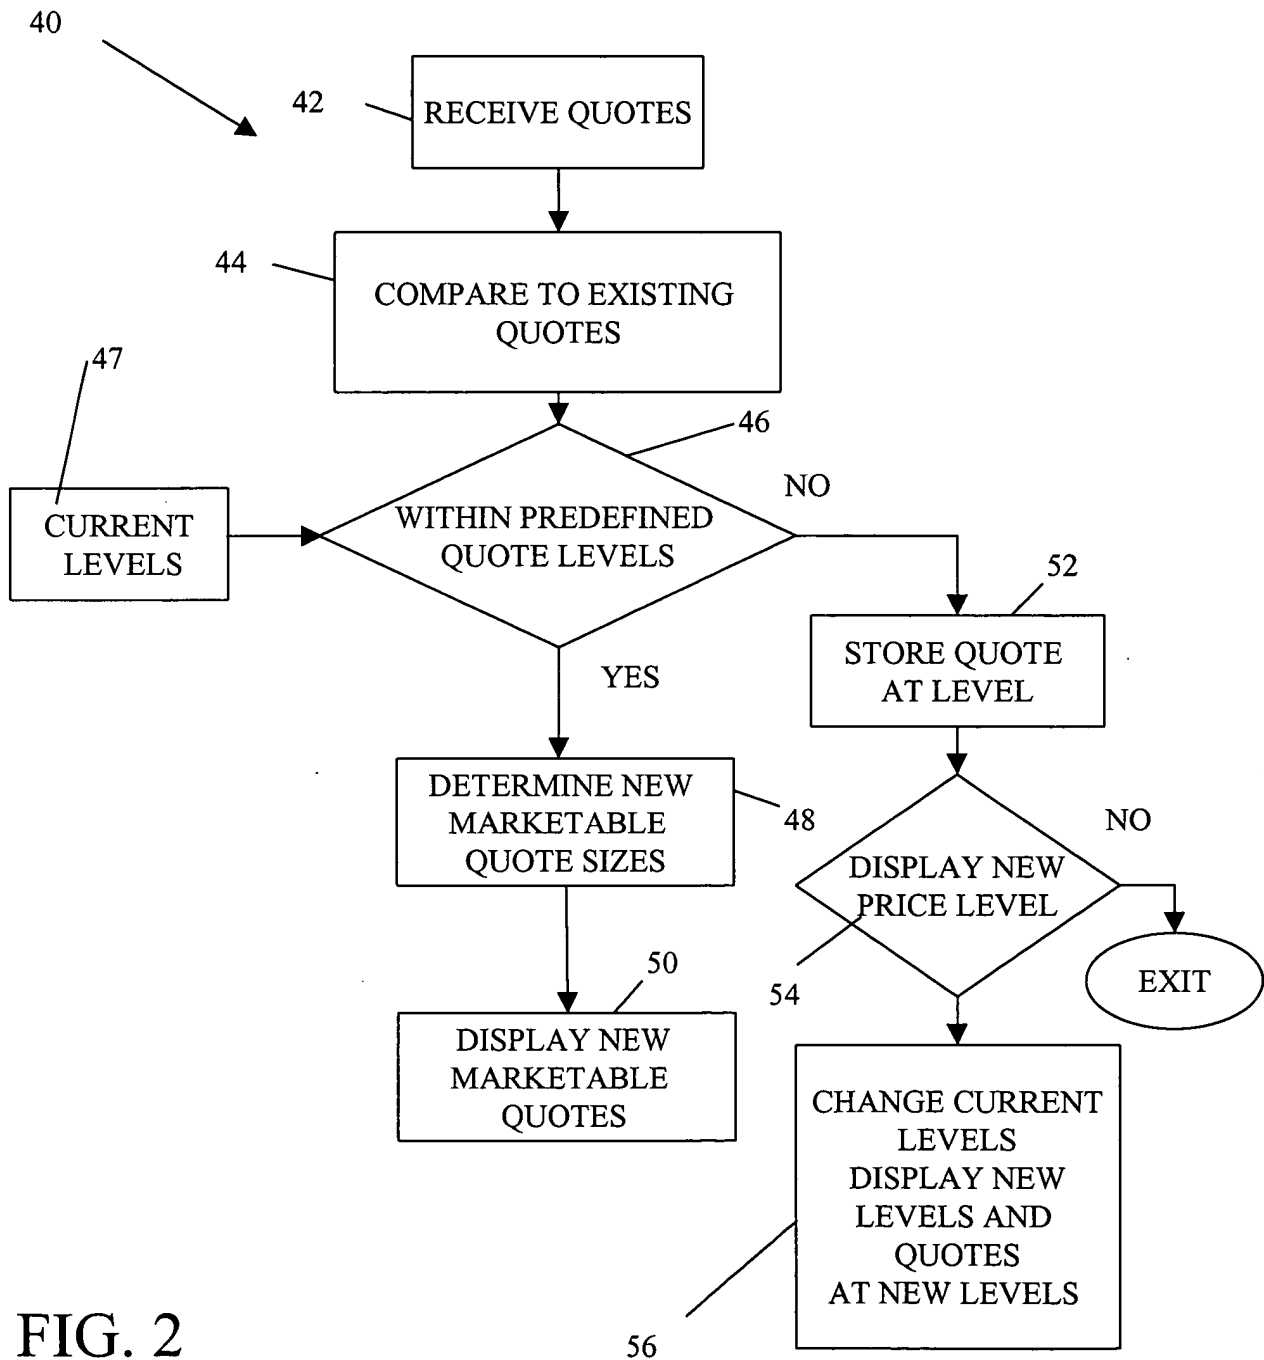 40
42
RECEIVE QUOTES
44
COMPARE TO EXISTING
QUOTES
47
46
NO
CURRENT
LEVELS
WITHIN PREDEFINED
QUOTE LEVELS
52
YES
STORE QUOTE
AT LEVEL
DETERMINE NEW
MARKETABLE
QUOTE SIZES
48
NO
DISPLAY NEW
PRICE LEVEL
50
54
EXIT
DISPLAY NEW
MARKETABLE
QUOTES
CHANGE CURRENT
LEVELS
DISPLAY NEW
LEVELS AND
QUOTES
AT NEW LEVELS
56
FIG. 2